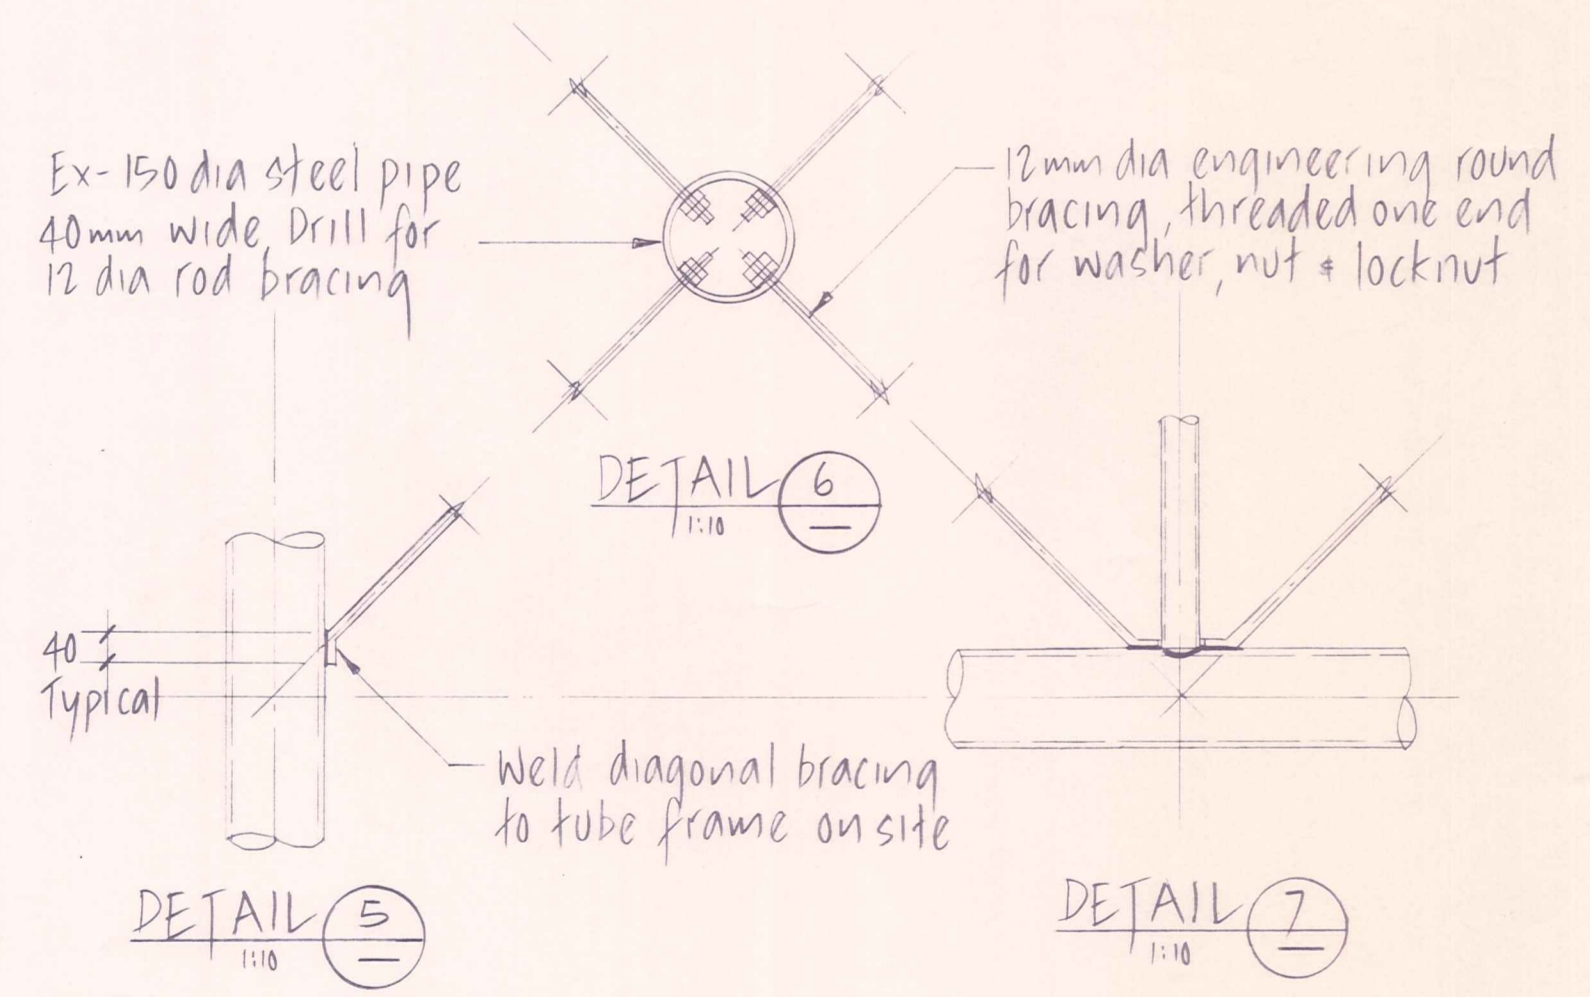 Ex-150 dia steel pipe
40mm wide, Drill for
12 dia rod bracing
12mm dia engineering round
bracing, threaded one end
for washer, nut & locknut
DETAIL 6
1:10
40
Typical
Weld diagonal bracing
to tube frame on site
DETAIL 5
1:10
DETAIL 7
1:10